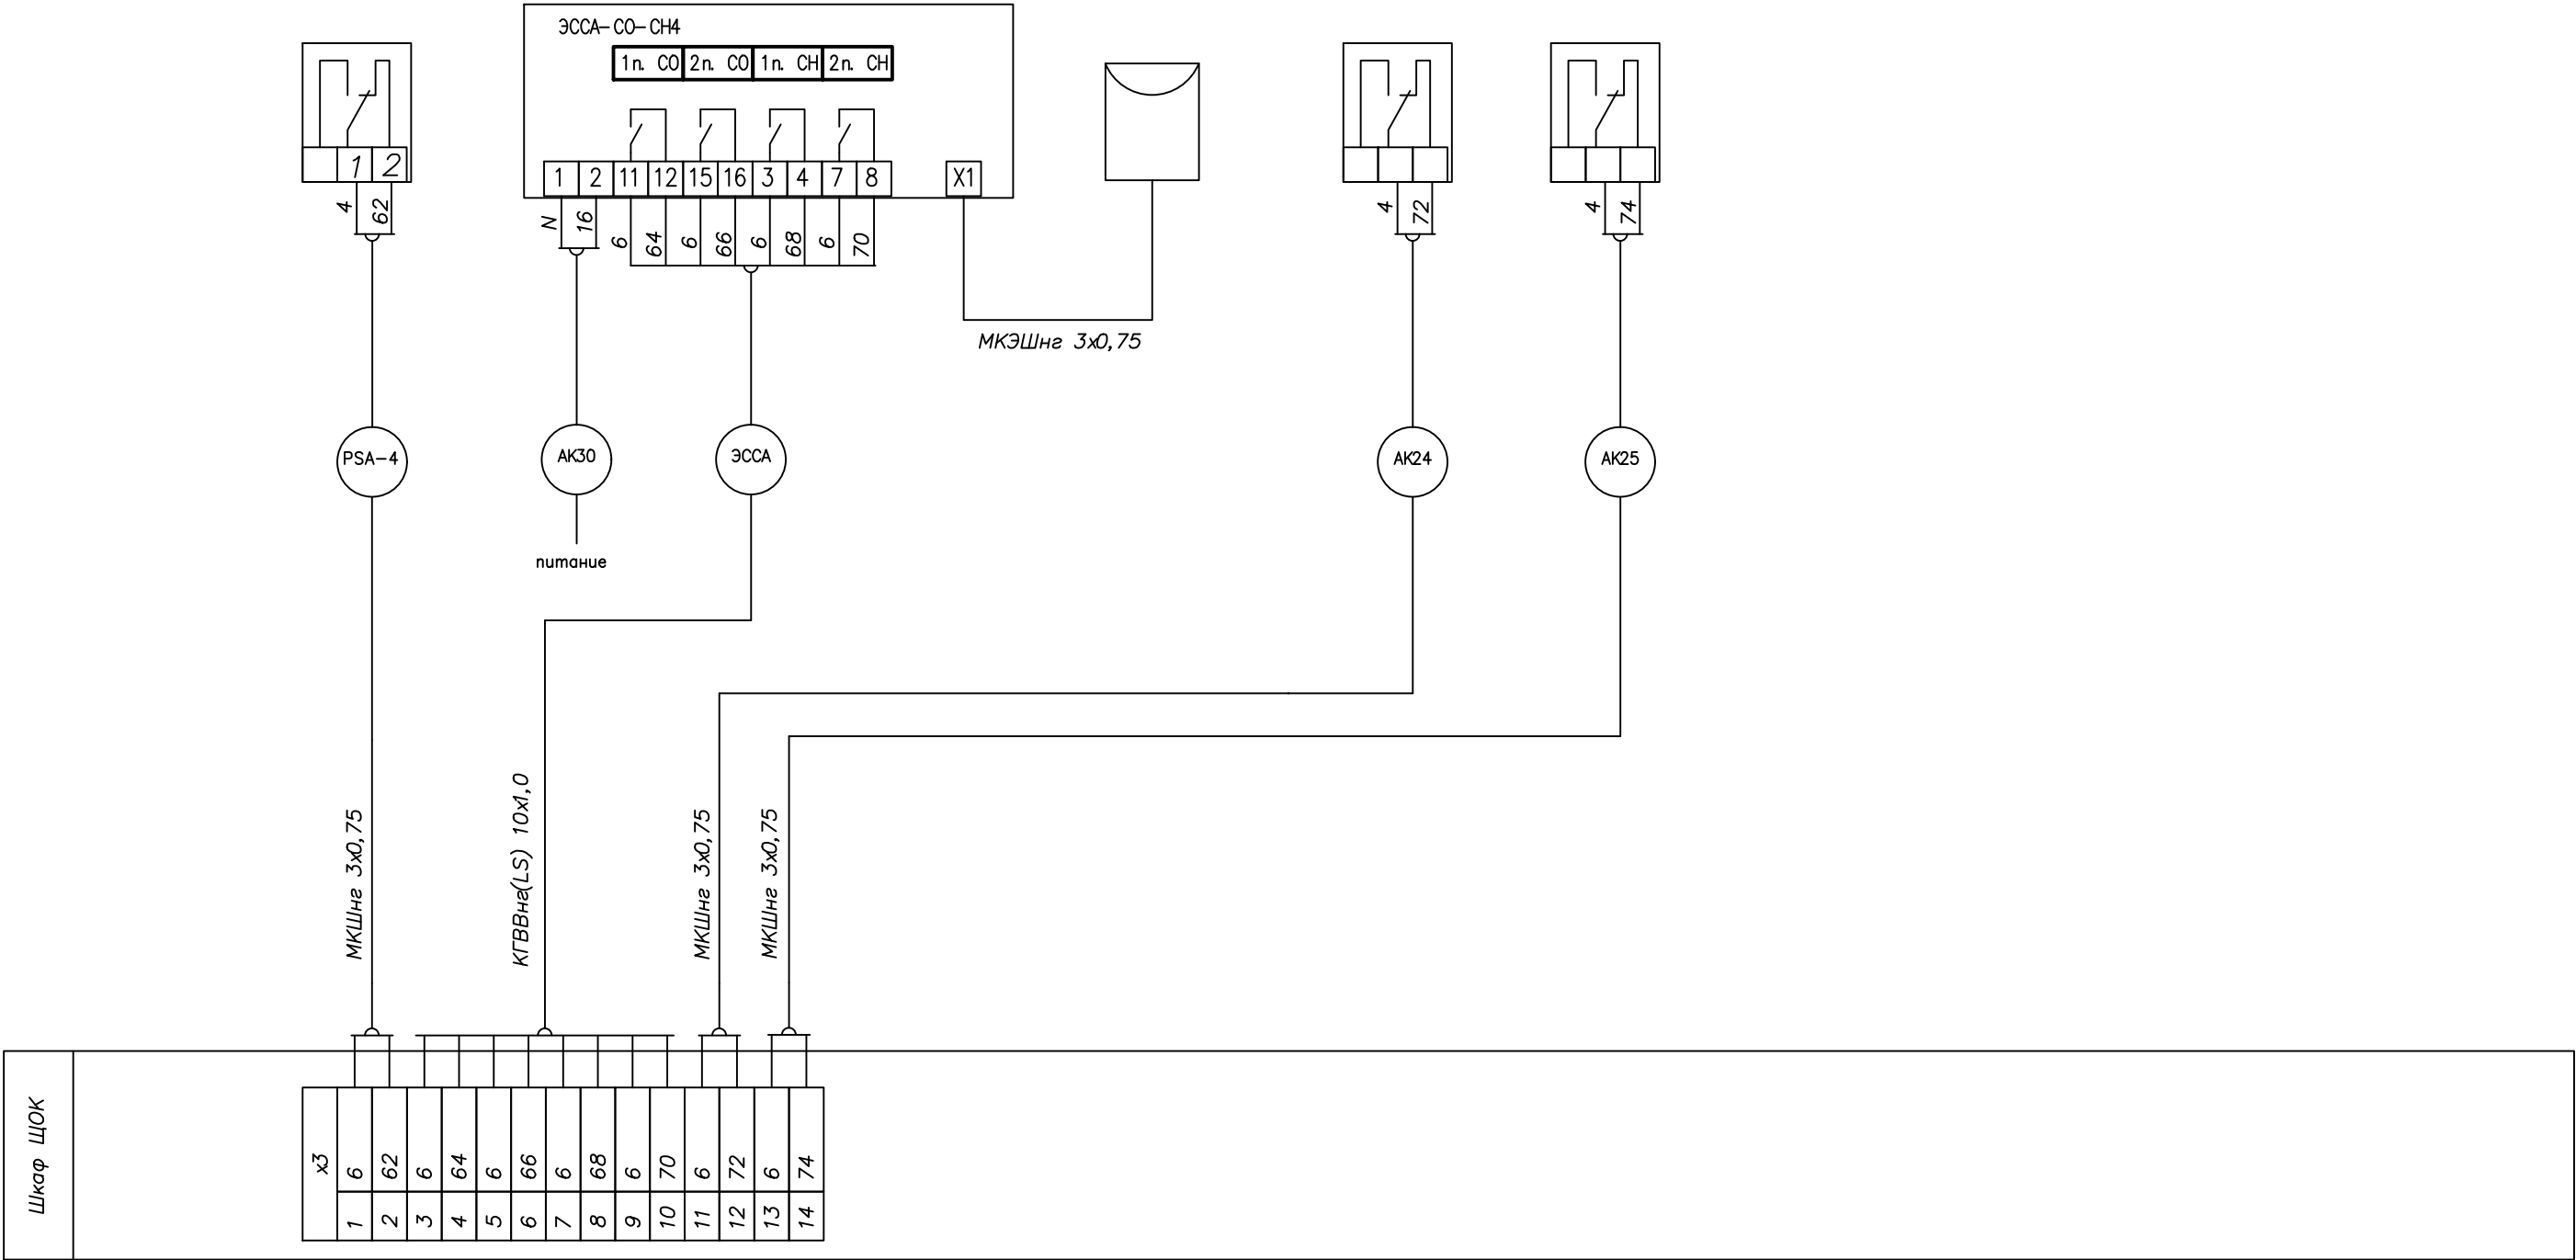 ЭССА-СО-СН4
1п. СО 2п. СО 1п. СН 2п. СН
1 2
1 2 11 12 15 16 3 4 7 8 X1
4 62
N 16 6 64 6 66 6 68 6 70
4 72
4 74
МКЭШнг 3х0,75
PSA-4
АК30
ЭССА
АК24
АК25
питание
МКШнг 3х0,75
КГВВнг(LS) 10х1,0
МКШнг 3х0,75
МКШнг 3х0,75
Шкаф ЩОК
х3
6 62 6 64 6 66 6 68 6 70 6 72 6 74
1 2 3 4 5 6 7 8 9 10 11 12 13 14